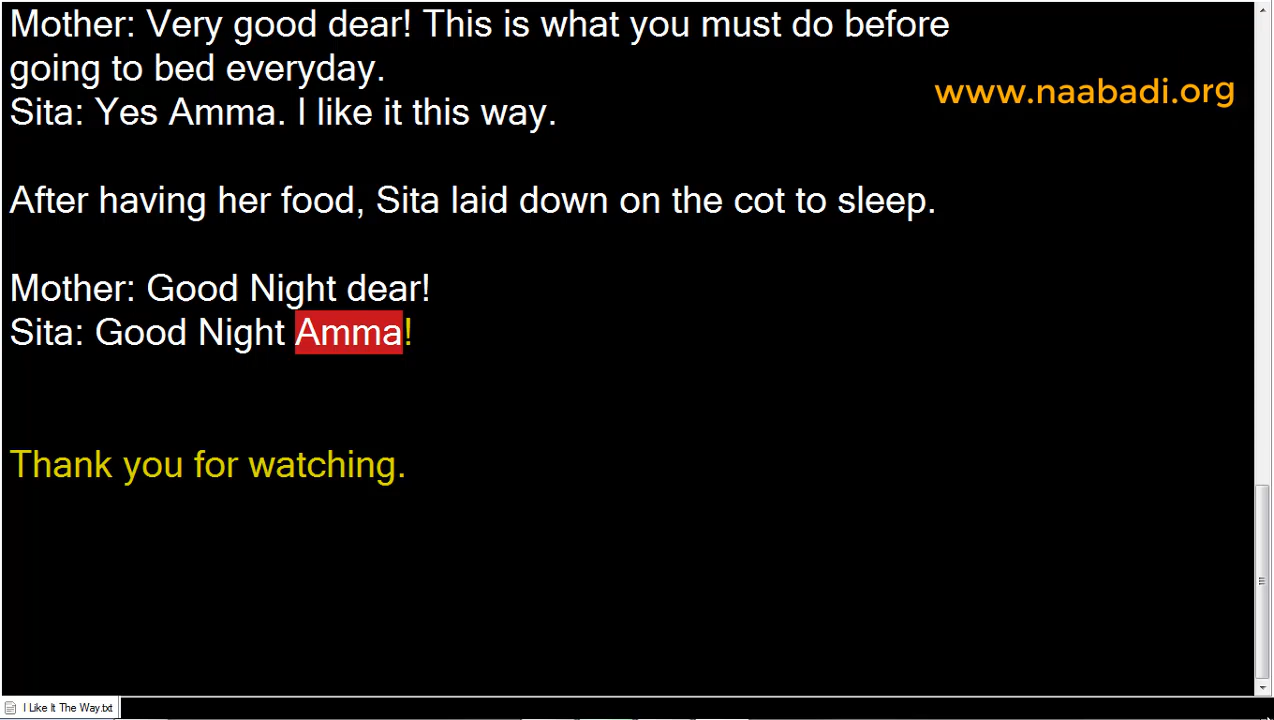 Mother: Very good dear! This is what you must do before
going to bed everyday.
www.naabadi.org
Sita: Yes Amma. I like it this way.
After having her food, Sita laid down on the cot to sleep.
Mother: Good Night dear!
Sita: Good Night Amma!
Thank you for watching.
I Like It The Way.txt